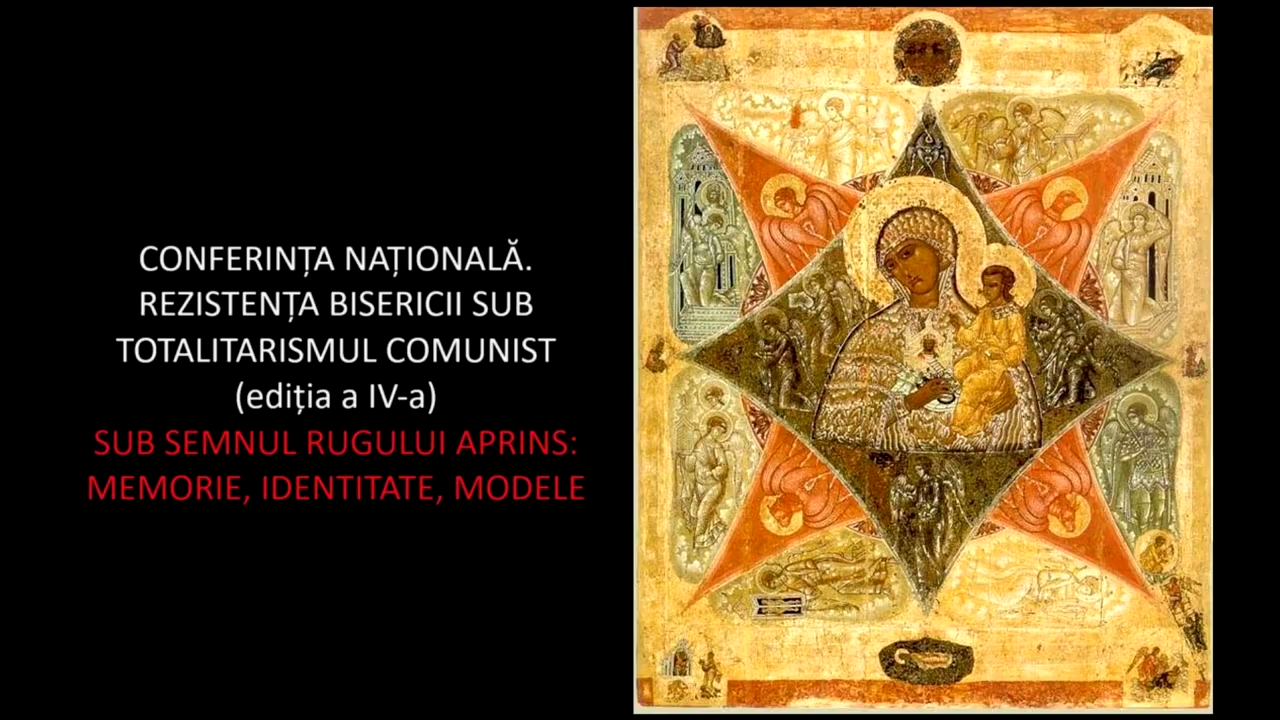 CONFERINȚA NAȚIONALĂ.
REZISTENȚA BISERICII SUB
TOTALITARISMUL COMUNIST
(ediția a IV-a)
SUB SEMNUL RUGULUI APRINS:
MEMORIE, IDENTITATE, MODELE